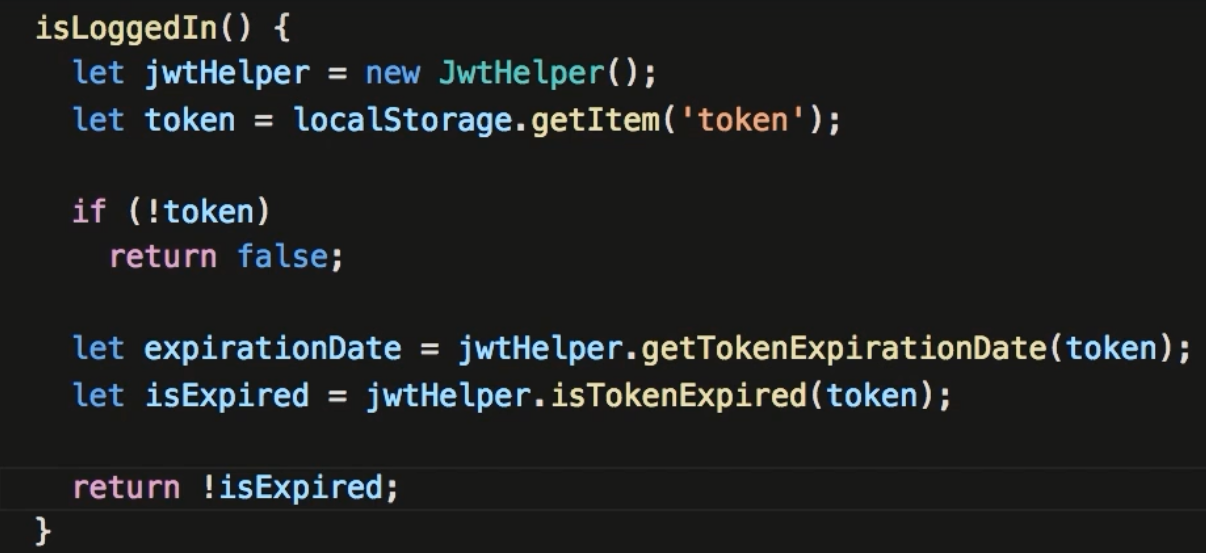 isLoggedIn() {
  let jwtHelper = new JwtHelper();
  let token = localStorage.getItem('token');

  if (!token)
    return false;

  let expirationDate = jwtHelper.getTokenExpirationDate(token);
  let isExpired = jwtHelper.isTokenExpired(token);

  return !isExpired;
}